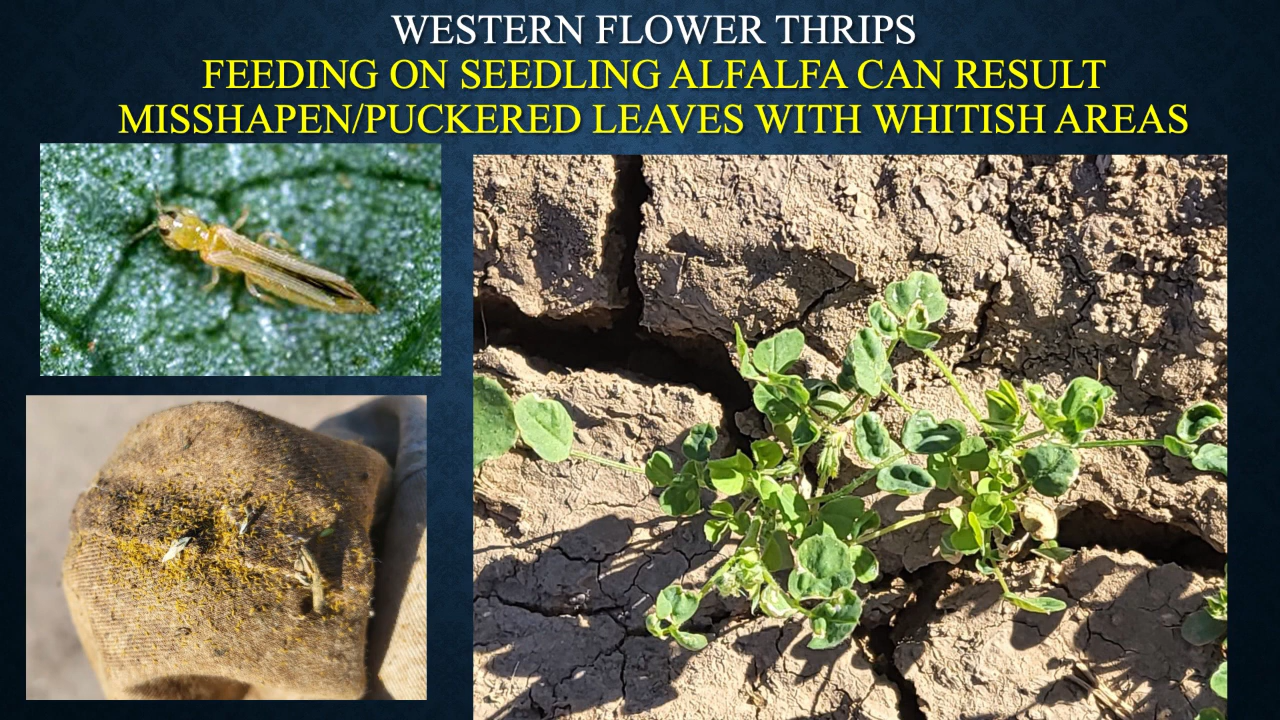 WESTERN FLOWER THRIPS
FEEDING ON SEEDLING ALFALFA CAN RESULT
MISSHAPEN/PUCKERED LEAVES WITH WHITISH AREAS